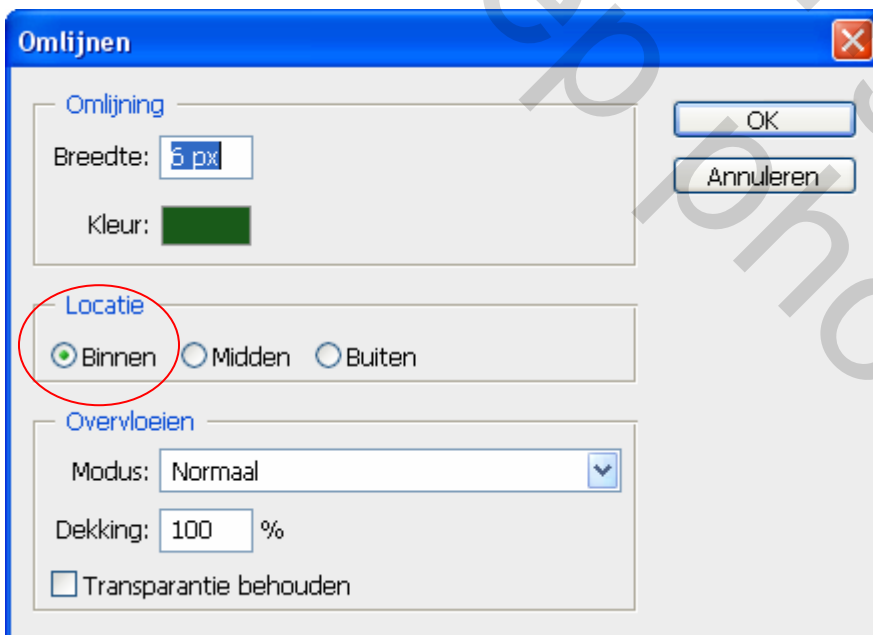 Omlijnen
Omlijning
OK
Breedte: 6 px
Annuleren
Kleur:
Locatie
Binnen Midden Buiten
Overvloeien
Modus: Normaal
Dekking: 100 %
Transparantie behouden